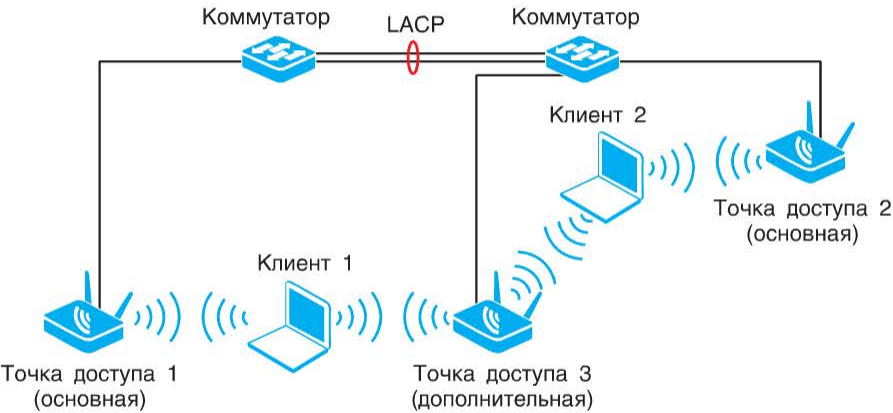 Коммутатор
LACP
Коммутатор
Клиент 2
Точка доступа 2
(основная)
Клиент 1
Точка доступа 1
(основная)
Точка доступа 3
(дополнительная)